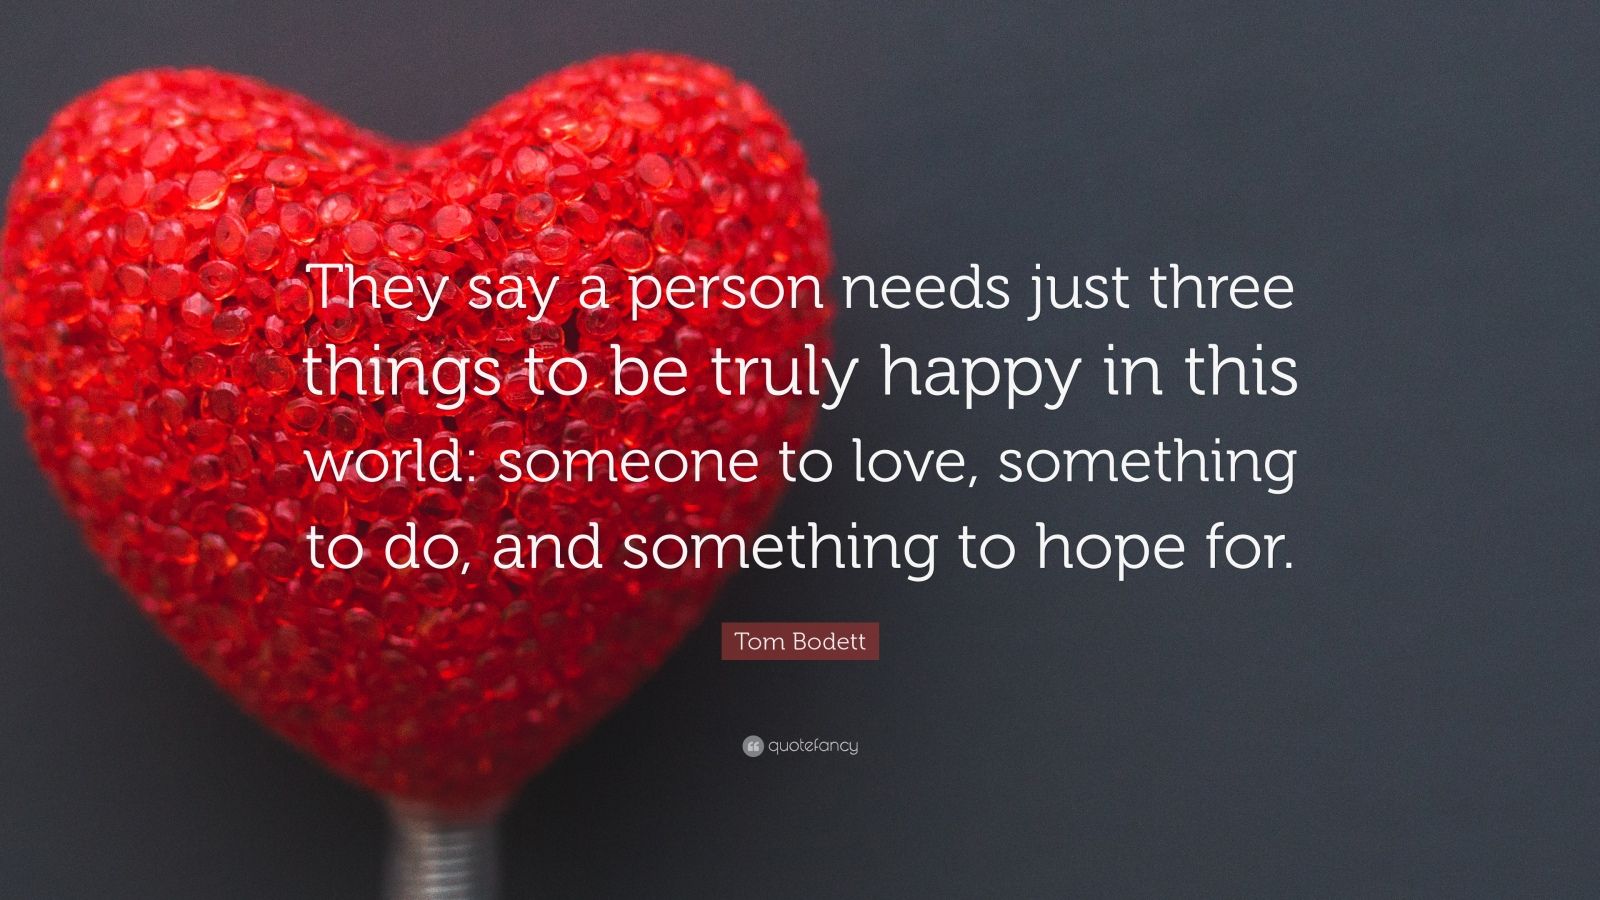 They say a person needs just three
things to be truly happy in this
world: someone to love, something
to do, and something to hope for.
Tom Bodett
quotefancy